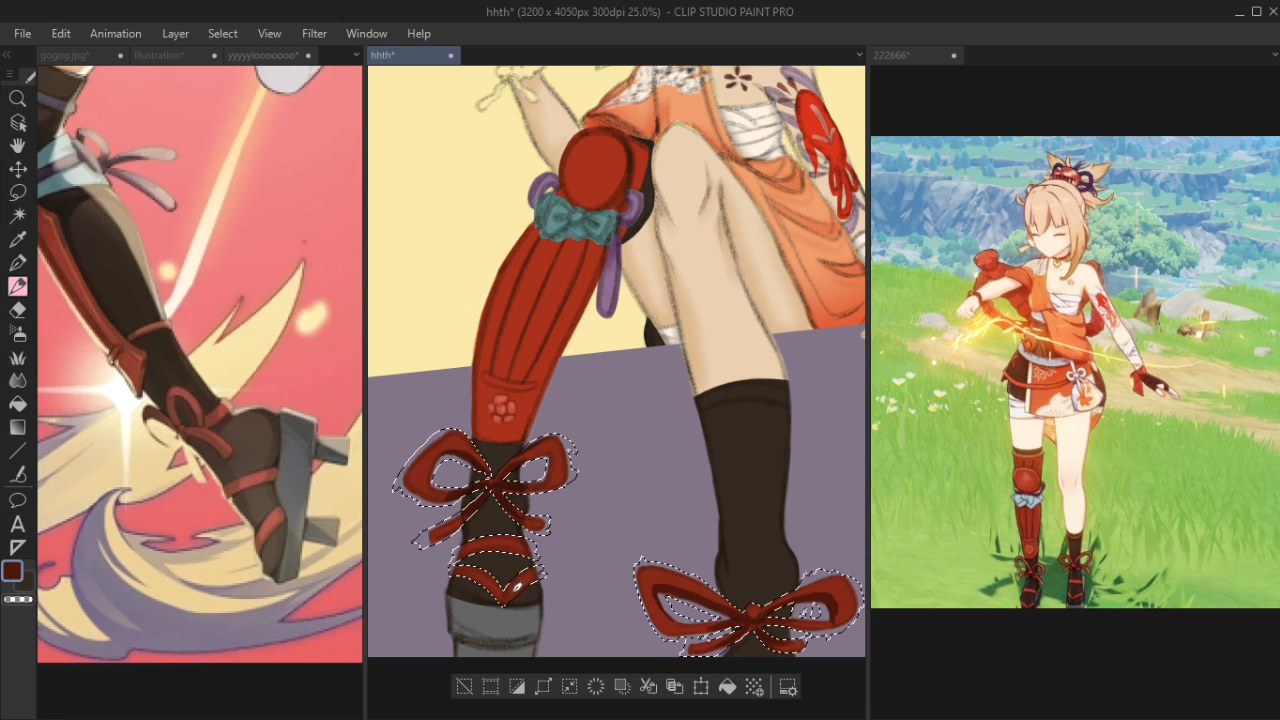 hhth* (3200 x 4050px 300dpi 25.0%) - CLIP STUDIO PAINT PRO
File Edit Animation Layer Select View Filter Window Help
gogog.jpg* Illustration* yyyyyiooooooo* hhth* 222666*
A